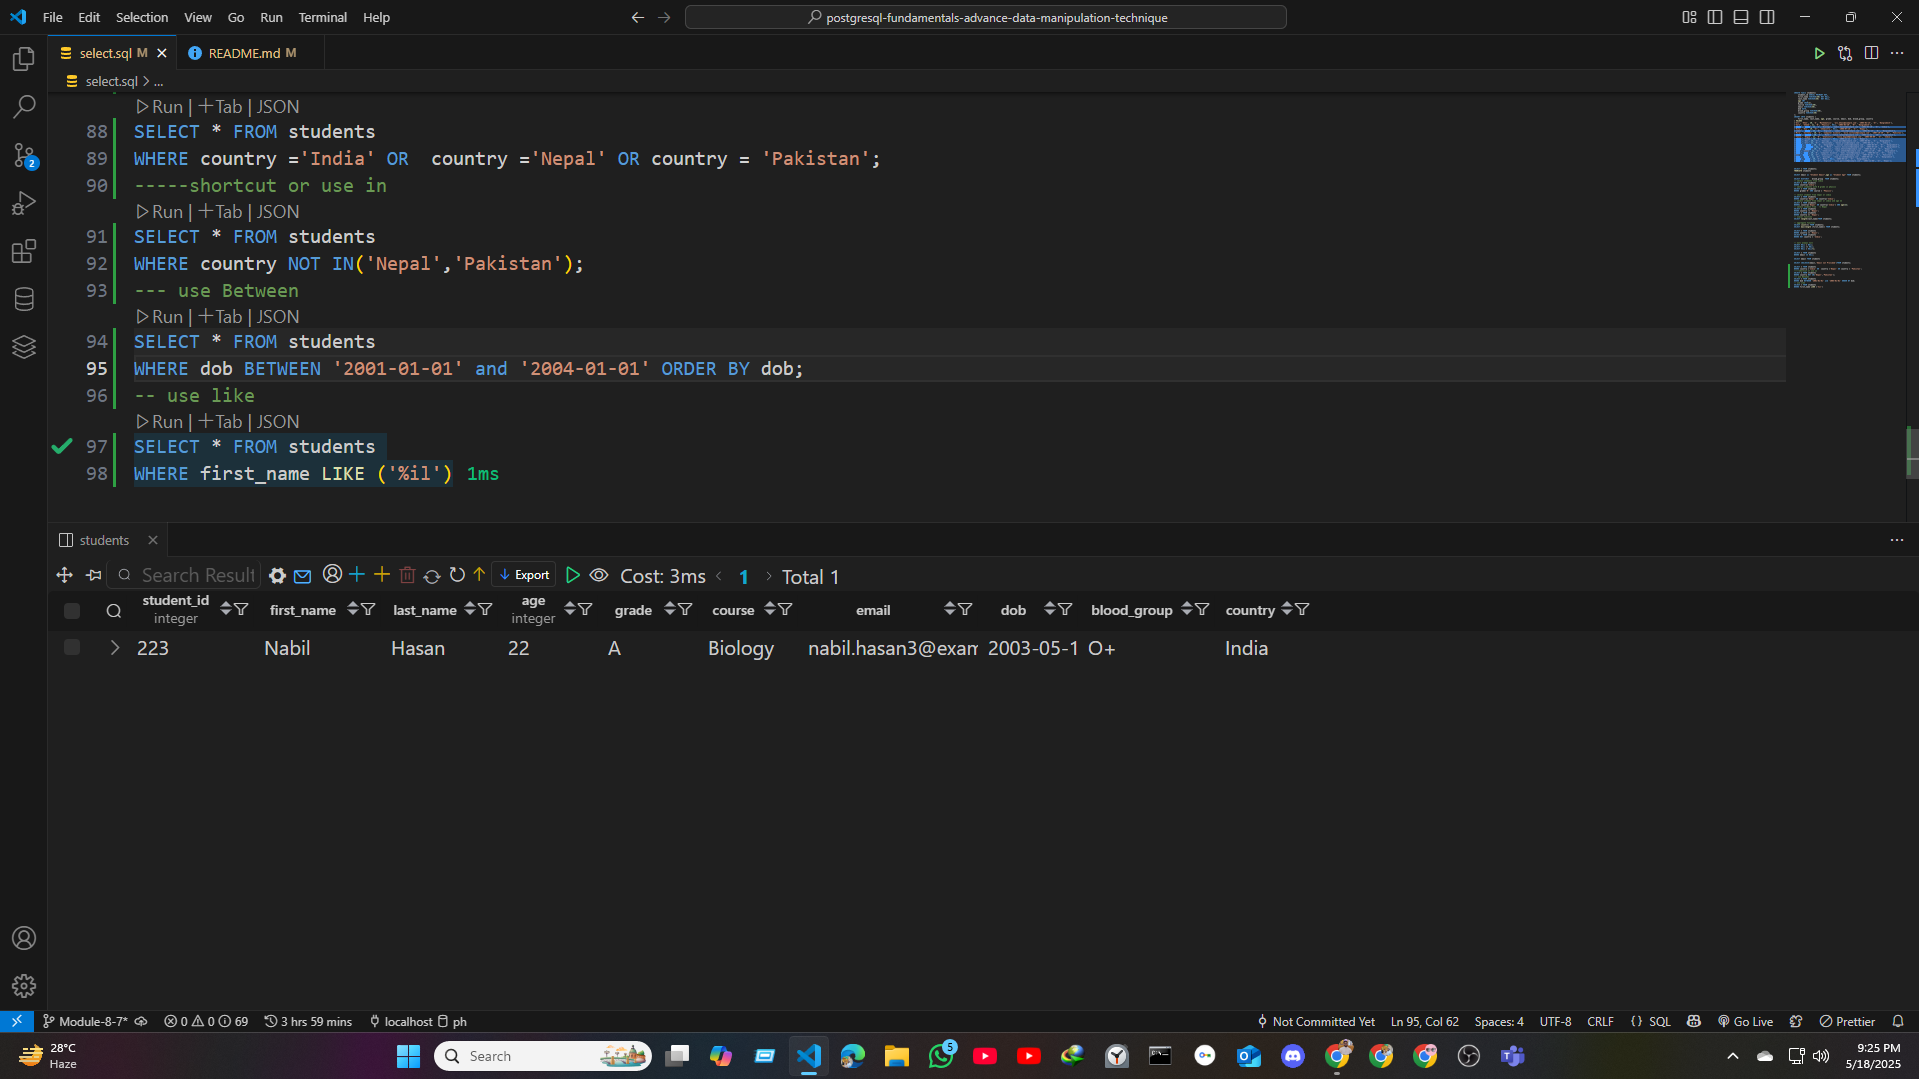 File Edit Selection View Go Run Terminal Help
postgresql-fundamentals-advance-data-manipulation-technique
select.sql M
README.md M
select.sql > ...
Run | +Tab | JSON
88 SELECT * FROM students
89 WHERE country ='India' OR  country ='Nepal' OR country = 'Pakistan';
90 -----shortcut or use in
Run | +Tab | JSON
91 SELECT * FROM students
92 WHERE country NOT IN('Nepal','Pakistan');
93 --- use Between
Run | +Tab | JSON
94 SELECT * FROM students
95 WHERE dob BETWEEN '2001-01-01' and '2004-01-01' ORDER BY dob;
96 -- use like
Run | +Tab | JSON
97 SELECT * FROM students
98 WHERE first_name LIKE ('%il') 1ms
students
Search Result
Export
Cost: 3ms < 1 > Total 1
student_id integer first_name last_name age integer grade course email dob blood_group country
223 Nabil Hasan 22 A Biology nabil.hasan3@exam 2003-05-1 O+ India
2
Module-8-7* 0 0 69 3 hrs 59 mins localhost ph
Not Committed Yet Ln 95, Col 62 Spaces: 4 UTF-8 CRLF {} SQL Go Live Prettier
28°C
Haze
Search
5
9:25 PM
5/18/2025